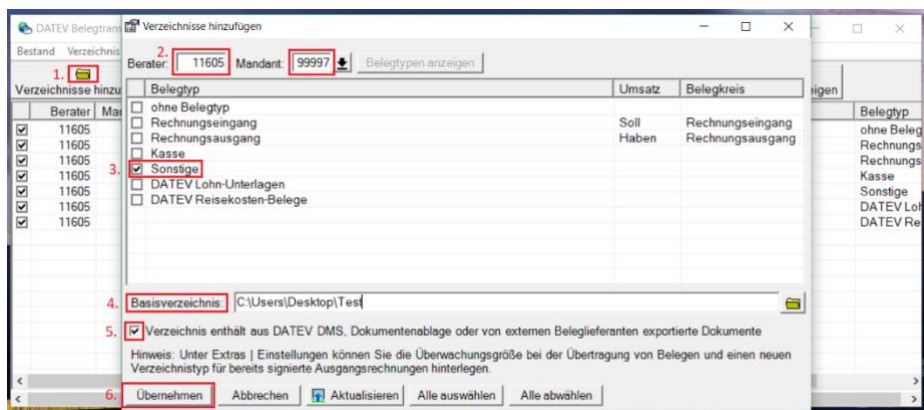 DATEV Belegtrans
Verzeichnisse hinzufügen
Bestand Verzeichnis
1.
Verzeichnisse hinzu
2.
Berater: 11605 Mandant: 99997 Belegtypen anzeigen
igen
Belegtyp Umsatz Belegkreis
ohne Belegtyp
Rechnungseingang Soll Rechnungseingang
Rechnungsausgang Haben Rechnungsausgang
Kasse
3. Sonstige
DATEV Lohn-Unterlagen
DATEV Reisekosten-Belege
Berater Man
11605
11605
11605
11605
11605
11605
11605
Belegtyp
ohne Beleg
Rechnungs
Rechnungs
Kasse
Sonstige
DATEV Loh
DATEV Re
4. Basisverzeichnis: C:\Users\Desktop\Test
5. Verzeichnis enthält aus DATEV DMS, Dokumentenablage oder von externen Beleglieferanten exportierte Dokumente
Hinweis: Unter Extras | Einstellungen können Sie die Überwachungsgröße bei der Übertragung von Belegen und einen neuen
Verzeichnistyp für bereits signierte Ausgangsrechnungen hinterlegen.
6. Übernehmen Abbrechen Aktualisieren Alle auswählen Alle abwählen